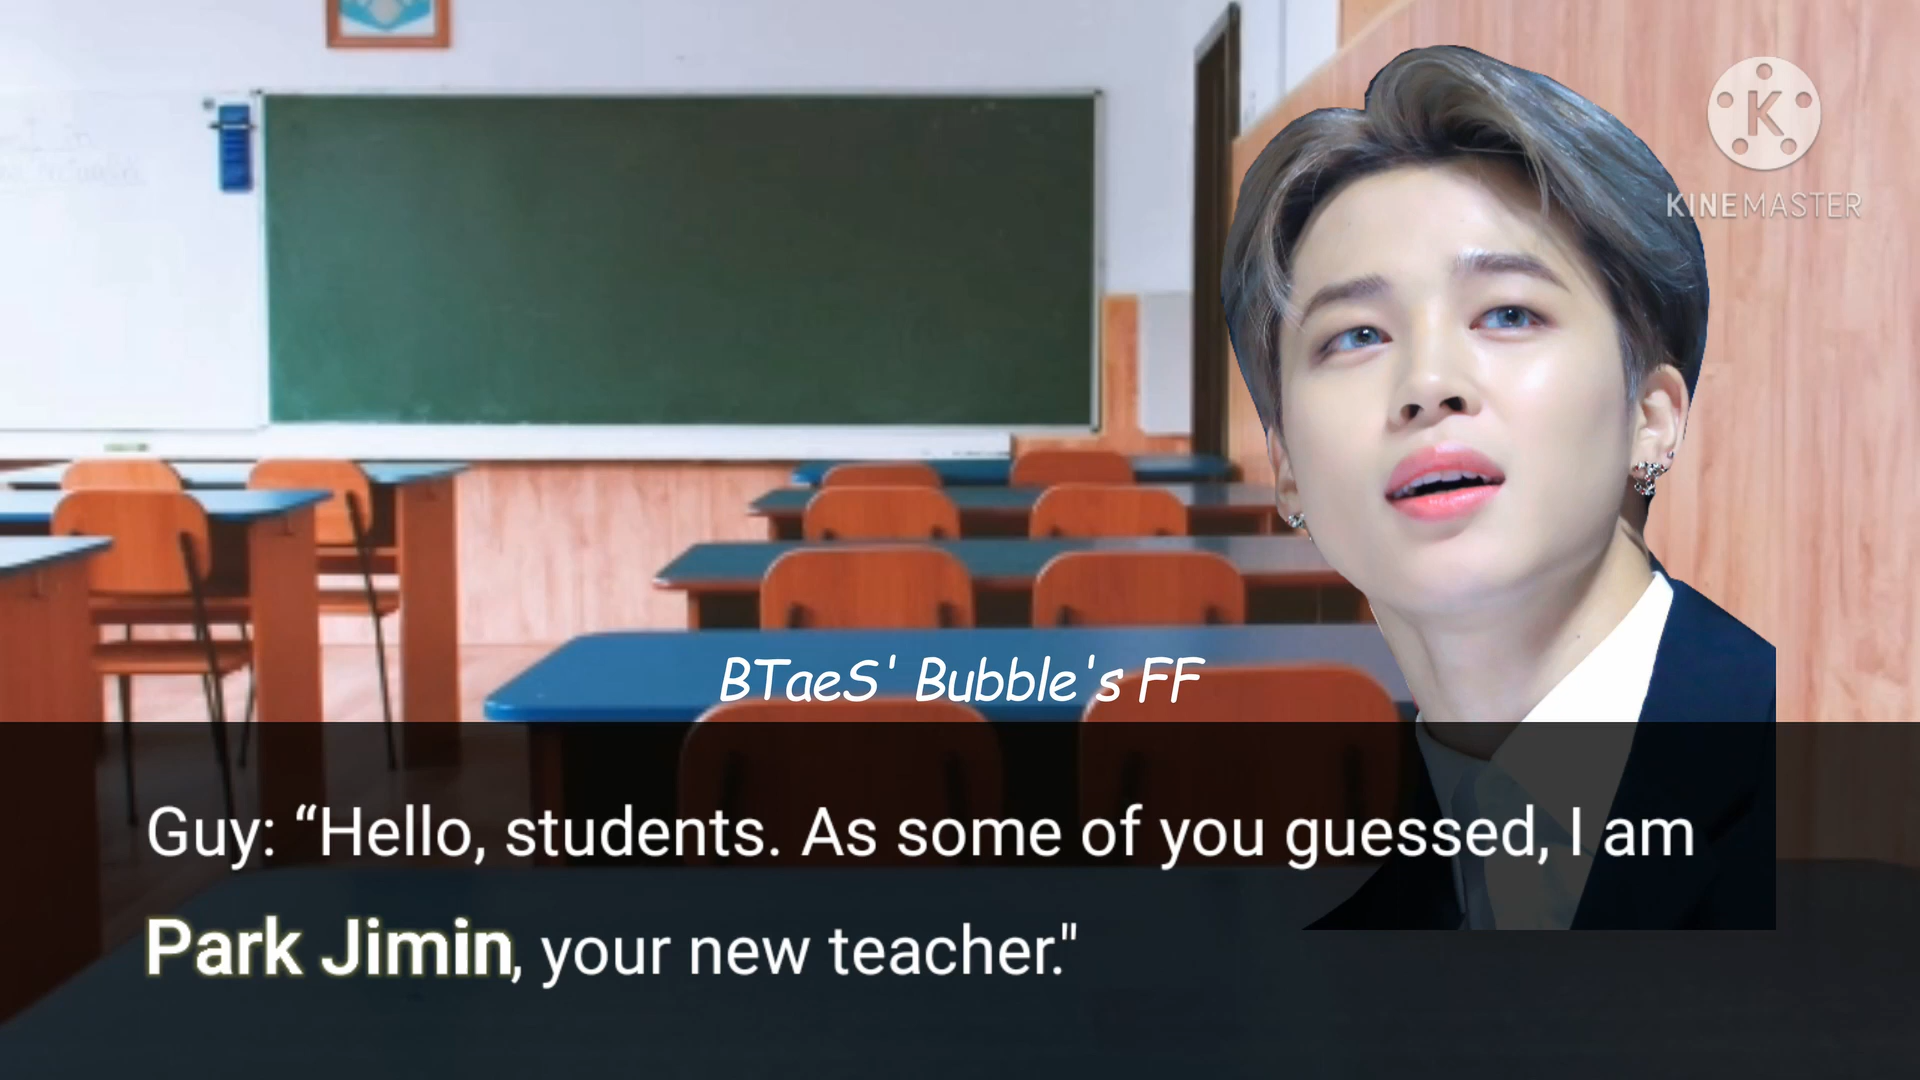 K
KINEMASTER
BTaeS' Bubble's FF
Guy: “Hello, students. As some of you guessed, I am
Park Jimin, your new teacher."